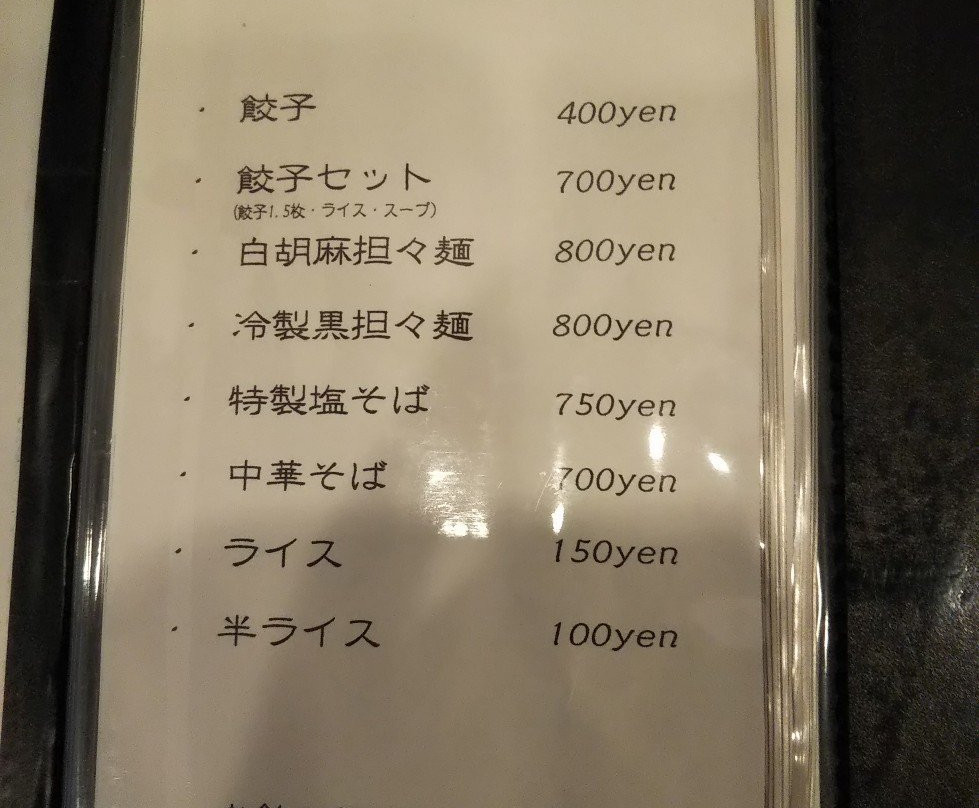 ・ 餃子 400yen
・ 餃子セット 700yen
(餃子1.5枚・ライス・スープ)
・ 白胡麻担々麺 800yen
・ 冷製黒担々麺 800yen
・ 特製塩そば 750yen
・ 中華そば 700yen
・ ライス 150yen
・ 半ライス 100yen